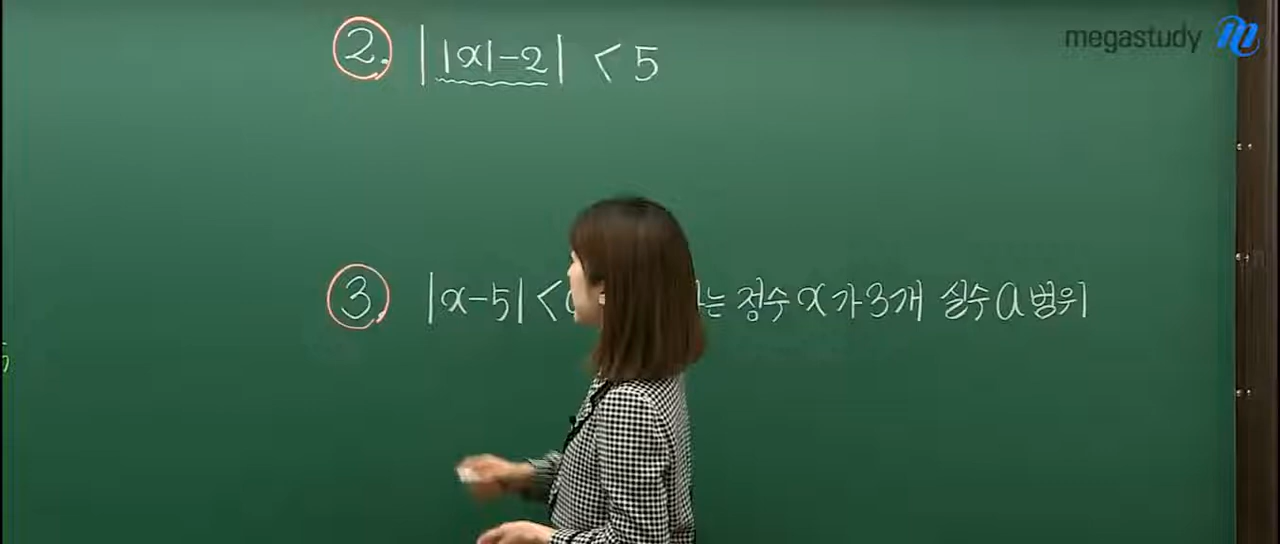 megastudy
2. ||x|-2| < 5
3. |x-5| < 는 정수 x가 3개 실수 a 범위